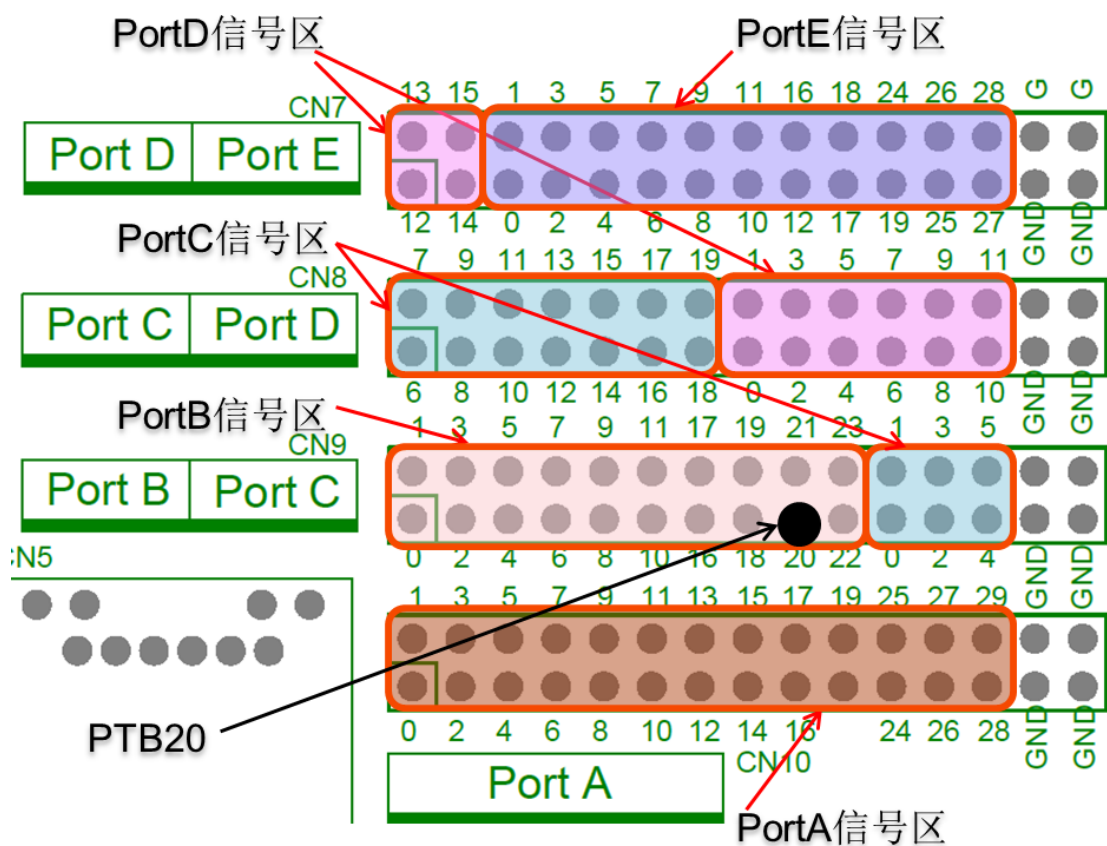 PortD信号区 PortE信号区
13 15 1 3 5 7 9 11 16 18 24 26 28 G G
CN7
Port D Port E
12 14 0 2 4 6 8 10 12 17 19 25 27 GND GND
PortC信号区
7 9 11 13 15 17 19 1 3 5 7 9 11
CN8
Port C Port D
6 8 10 12 14 16 18 0 2 4 6 8 10 GND GND
PortB信号区
1 3 5 7 9 11 17 19 21 23 1 3 5
CN9
Port B Port C
0 2 4 6 8 10 16 18 20 22 0 2 4 GND GND
CN5
1 3 5 7 9 11 13 15 17 19 25 27 29
PTB20
0 2 4 6 8 10 12 14 16 24 26 28 GND GND
CN10
Port A
PortA信号区